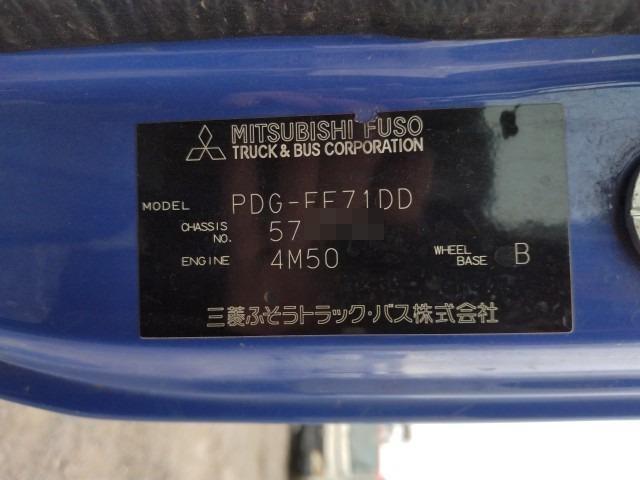 MITSUBISHI FUSO
TRUCK & BUS CORPORATION
MODEL PDG-FE71DD
CHASSIS NO. 57
ENGINE 4M50 WHEEL BASE B
三菱ふそうトラック・バス株式会社